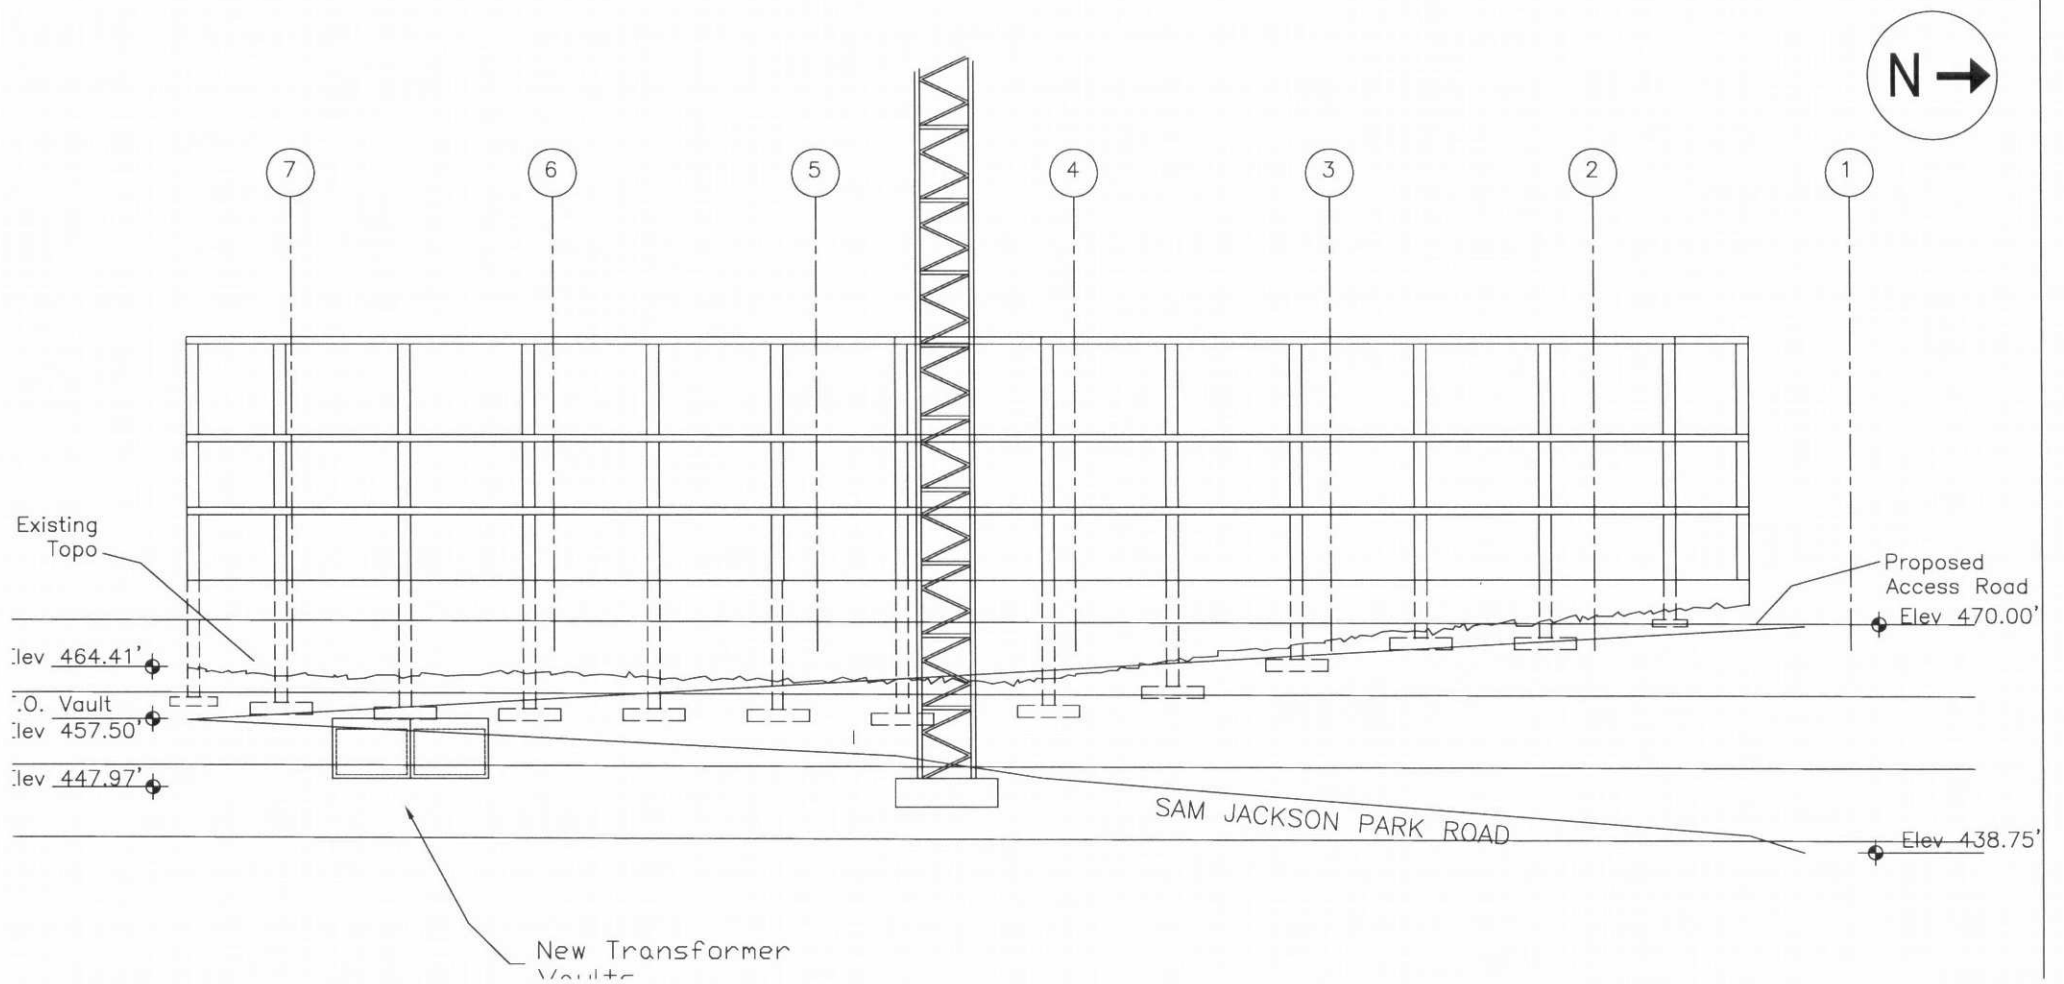 N
7
6
5
4
3
2
1
Existing
Topo
Proposed
Access Road
Elev 470.00'
464.41'
Vault
457.50'
447.97'
SAM JACKSON PARK ROAD
Elev 438.75'
New Transformer